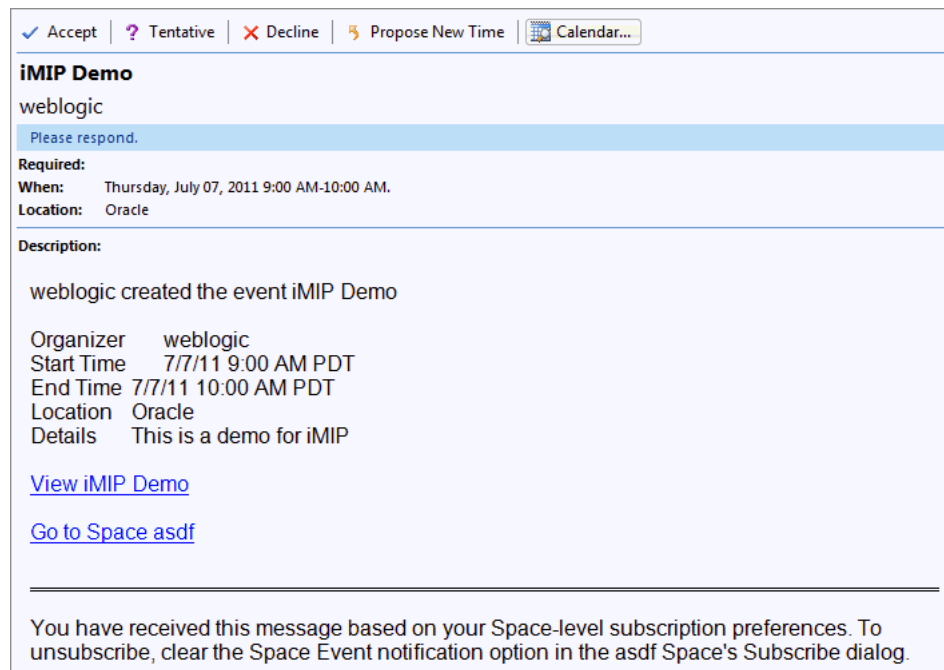 Accept Tentative Decline Propose New Time Calendar...
iMIP Demo
weblogic
Please respond.
Required:
When: Thursday, July 07, 2011 9:00 AM-10:00 AM.
Location: Oracle
Description:
weblogic created the event iMIP Demo
Organizer weblogic
Start Time 7/7/11 9:00 AM PDT
End Time 7/7/11 10:00 AM PDT
Location Oracle
Details This is a demo for iMIP
View iMIP Demo
Go to Space asdf
You have received this message based on your Space-level subscription preferences. To
unsubscribe, clear the Space Event notification option in the asdf Space's Subscribe dialog.